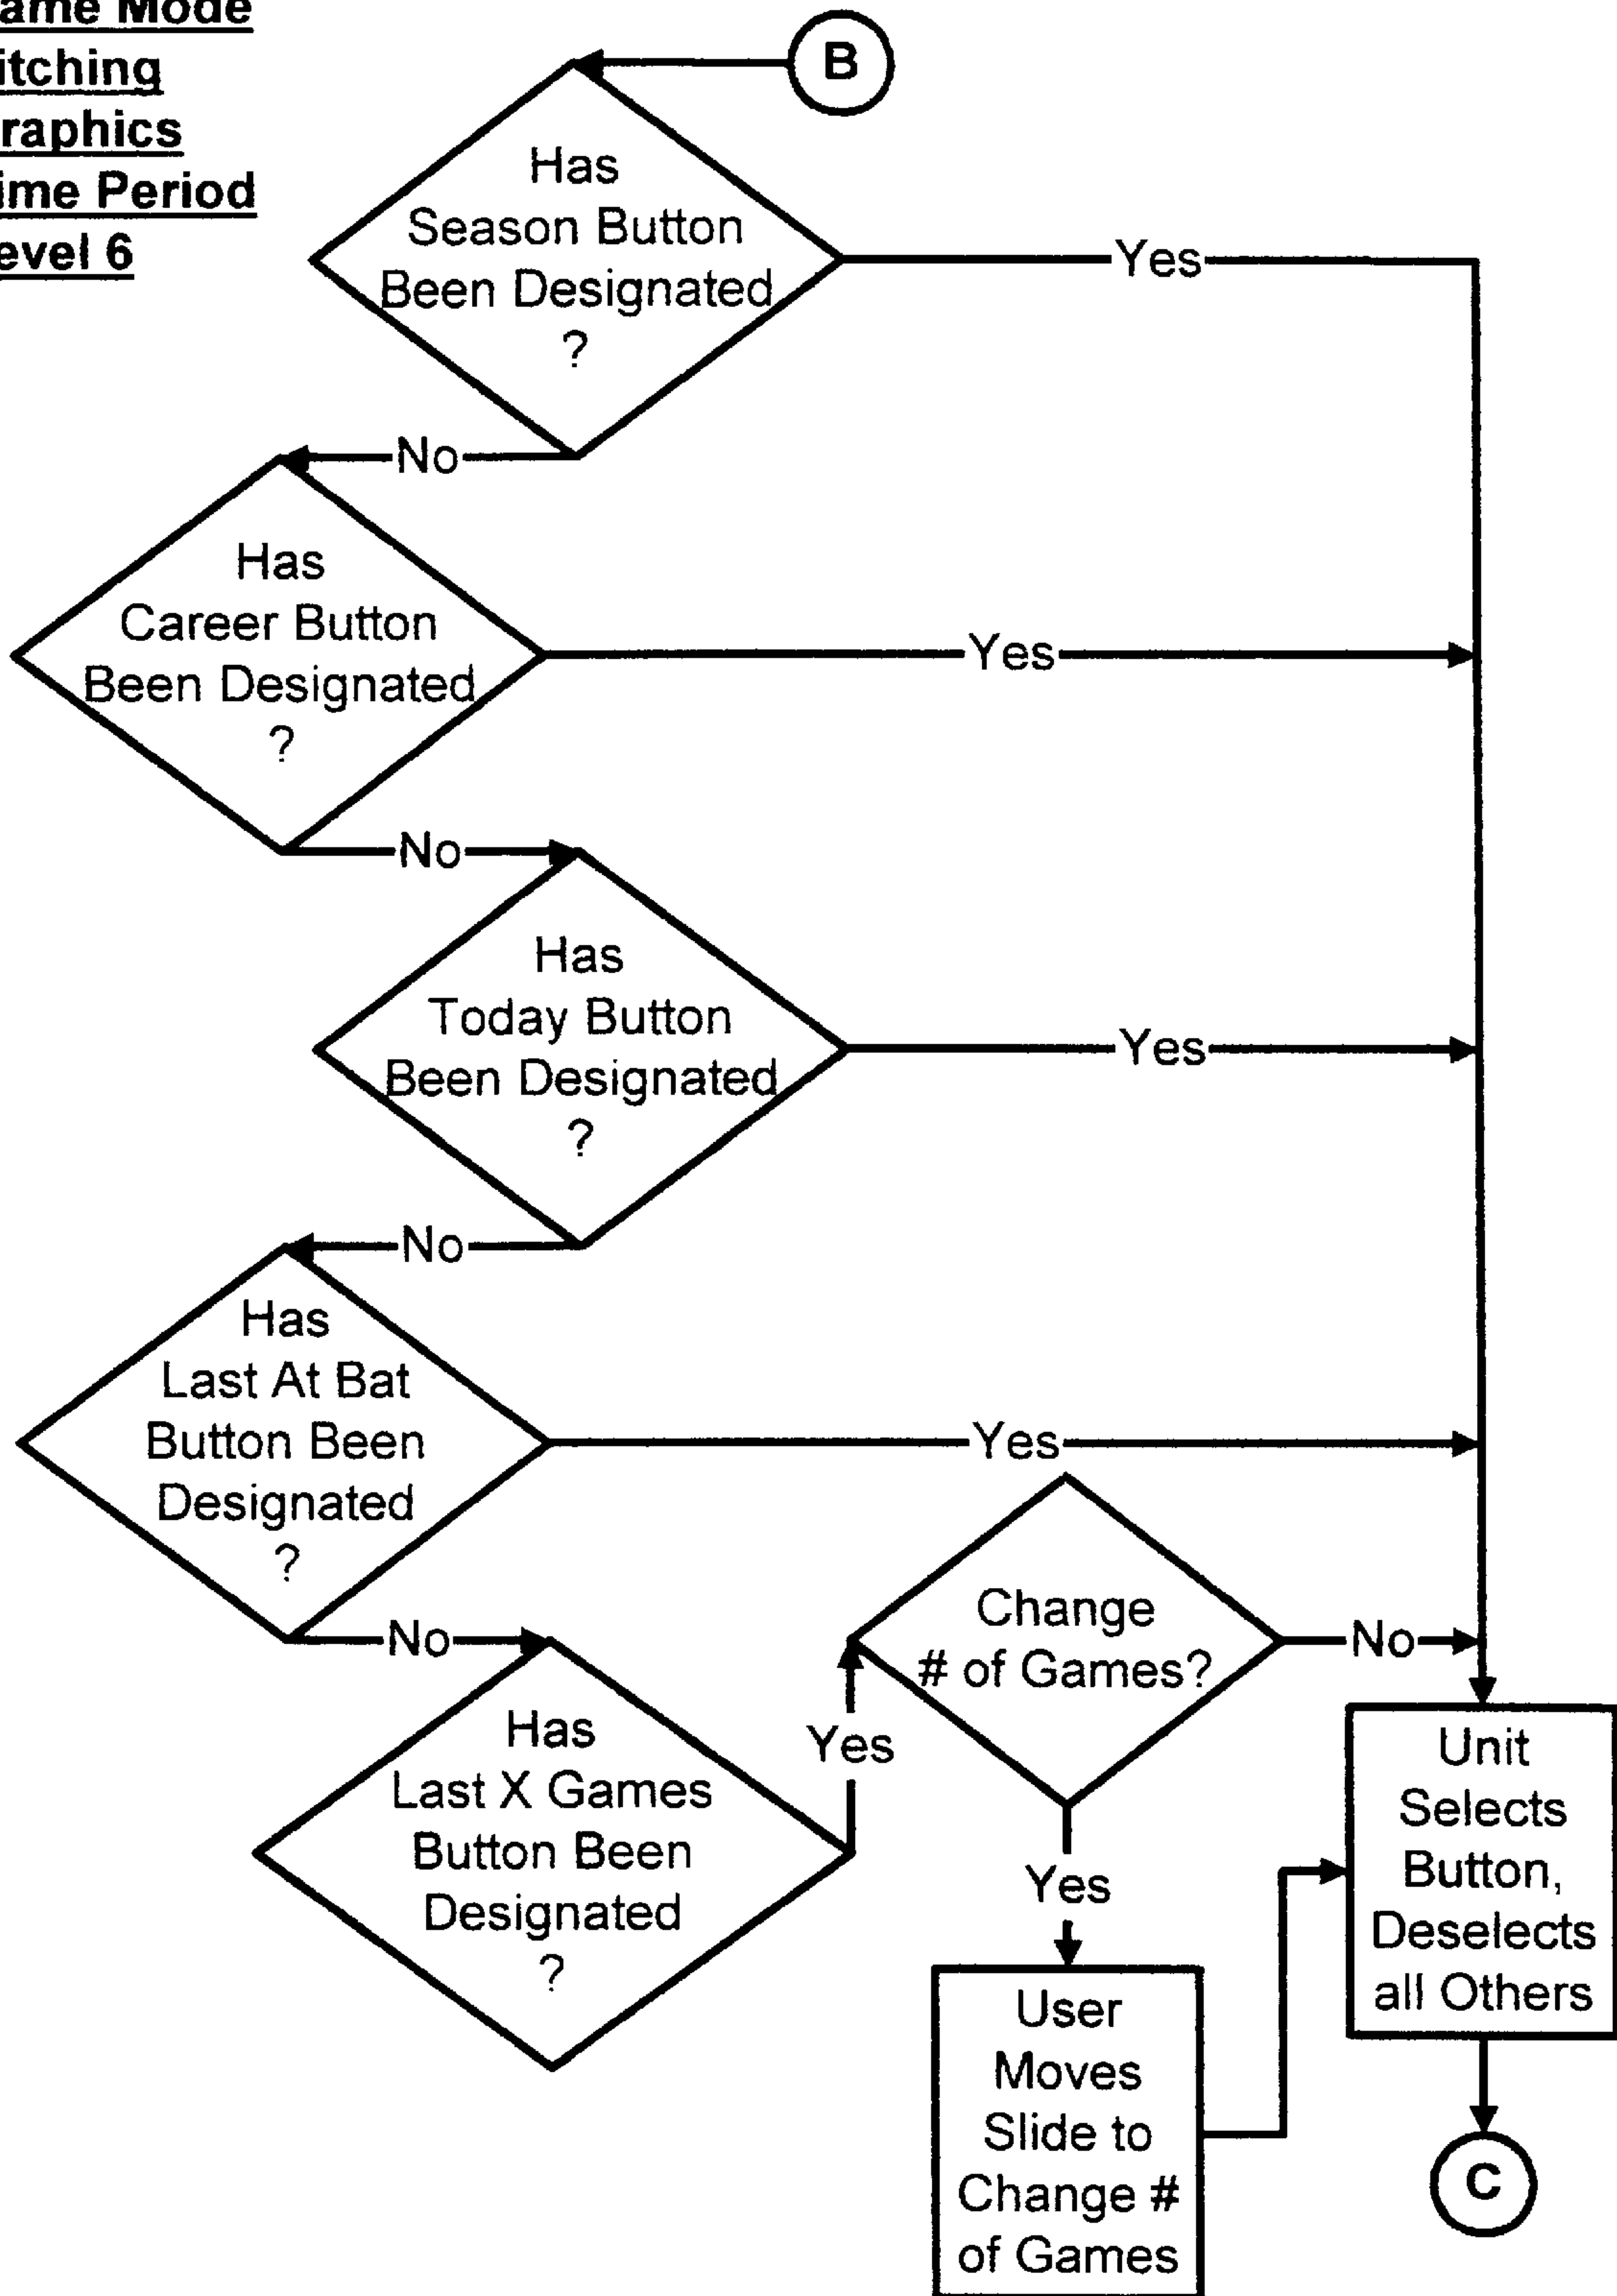 ame Mode
itching
raphics
ime Period
evel 6
B
Has
Season Button
Been Designated
?
Yes
No
Has
Career Button
Been Designated
?
Yes
No
Has
Today Button
Been Designated
?
Yes
No
Has
Last At Bat
Button Been
Designated
?
Yes
No
Has
Last X Games
Button Been
Designated
?
Yes
Change
# of Games?
No
Yes
User
Moves
Slide to
Change #
of Games
Unit
Selects
Button,
Deselects
all Others
C